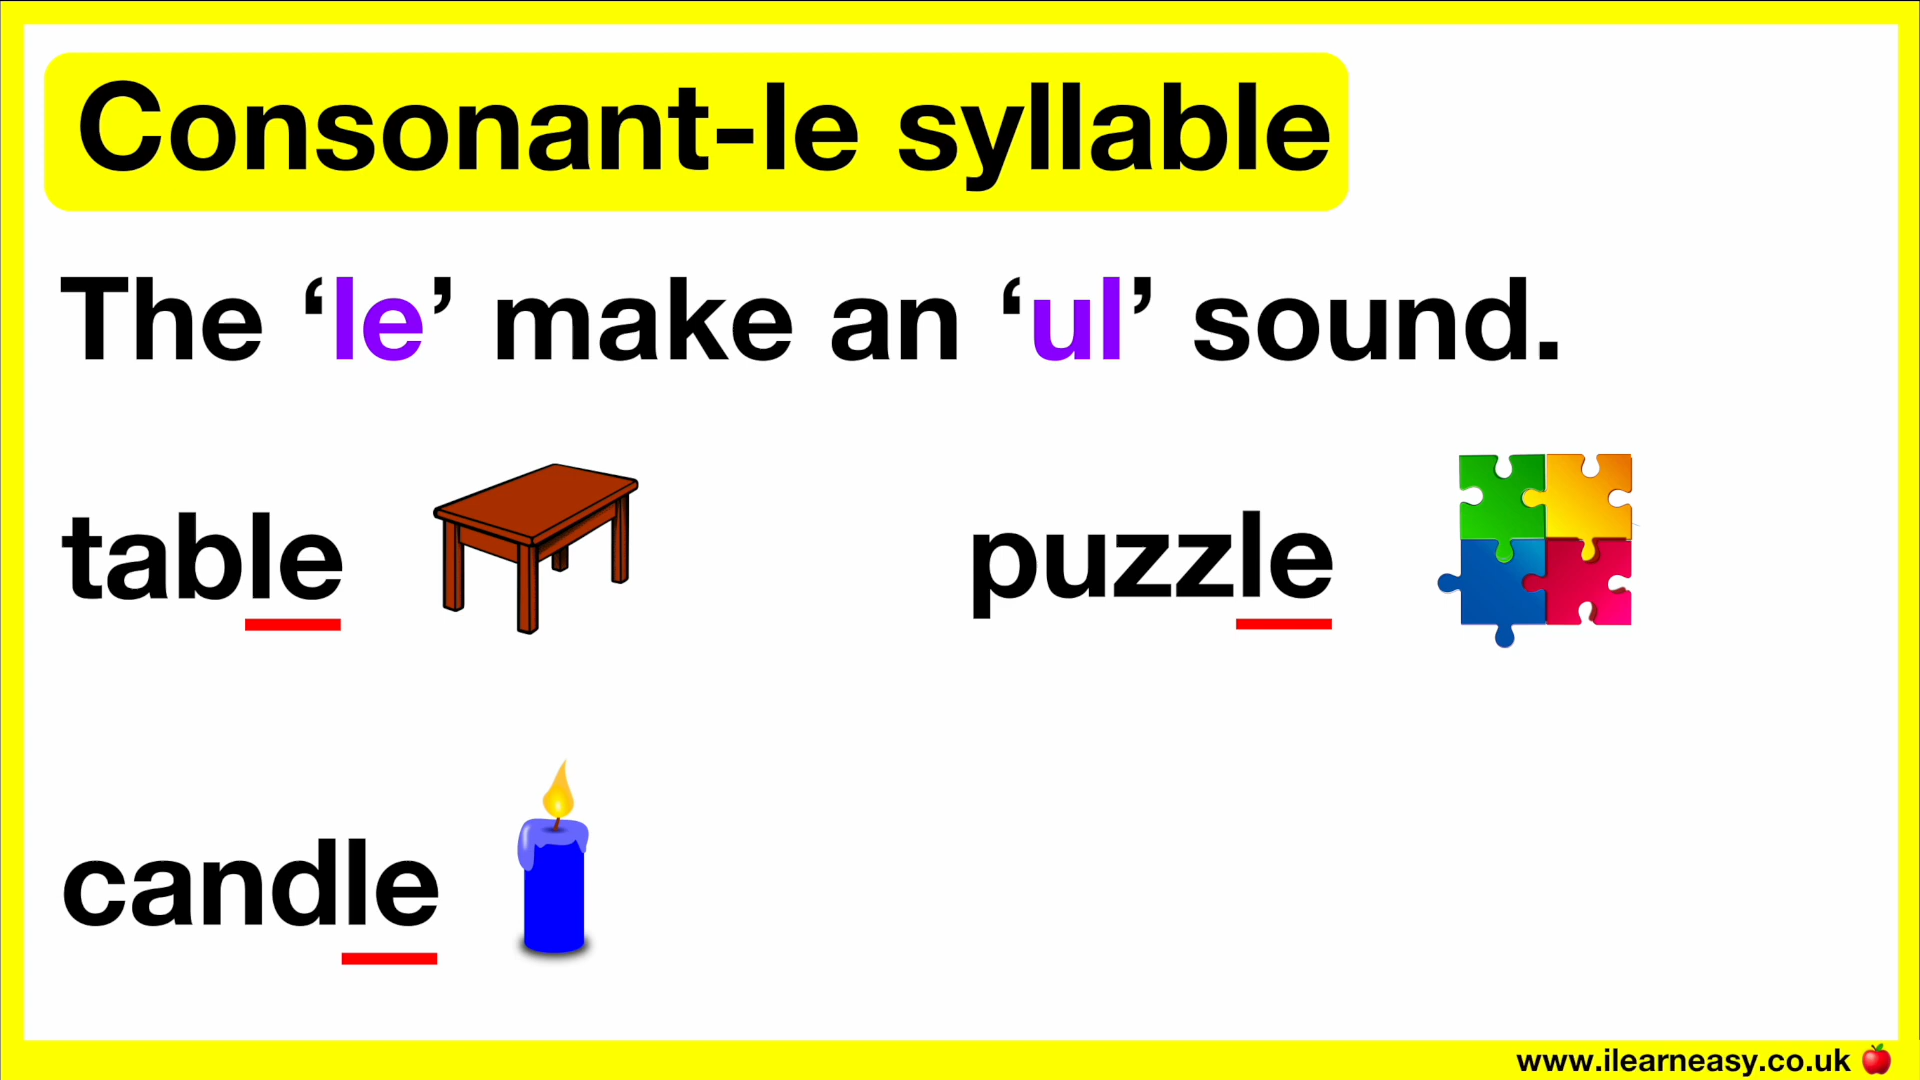 Consonant-le syllable
The ‘le’ make an ‘ul’ sound.
table
puzzle
candle
www.ilearneasy.co.uk